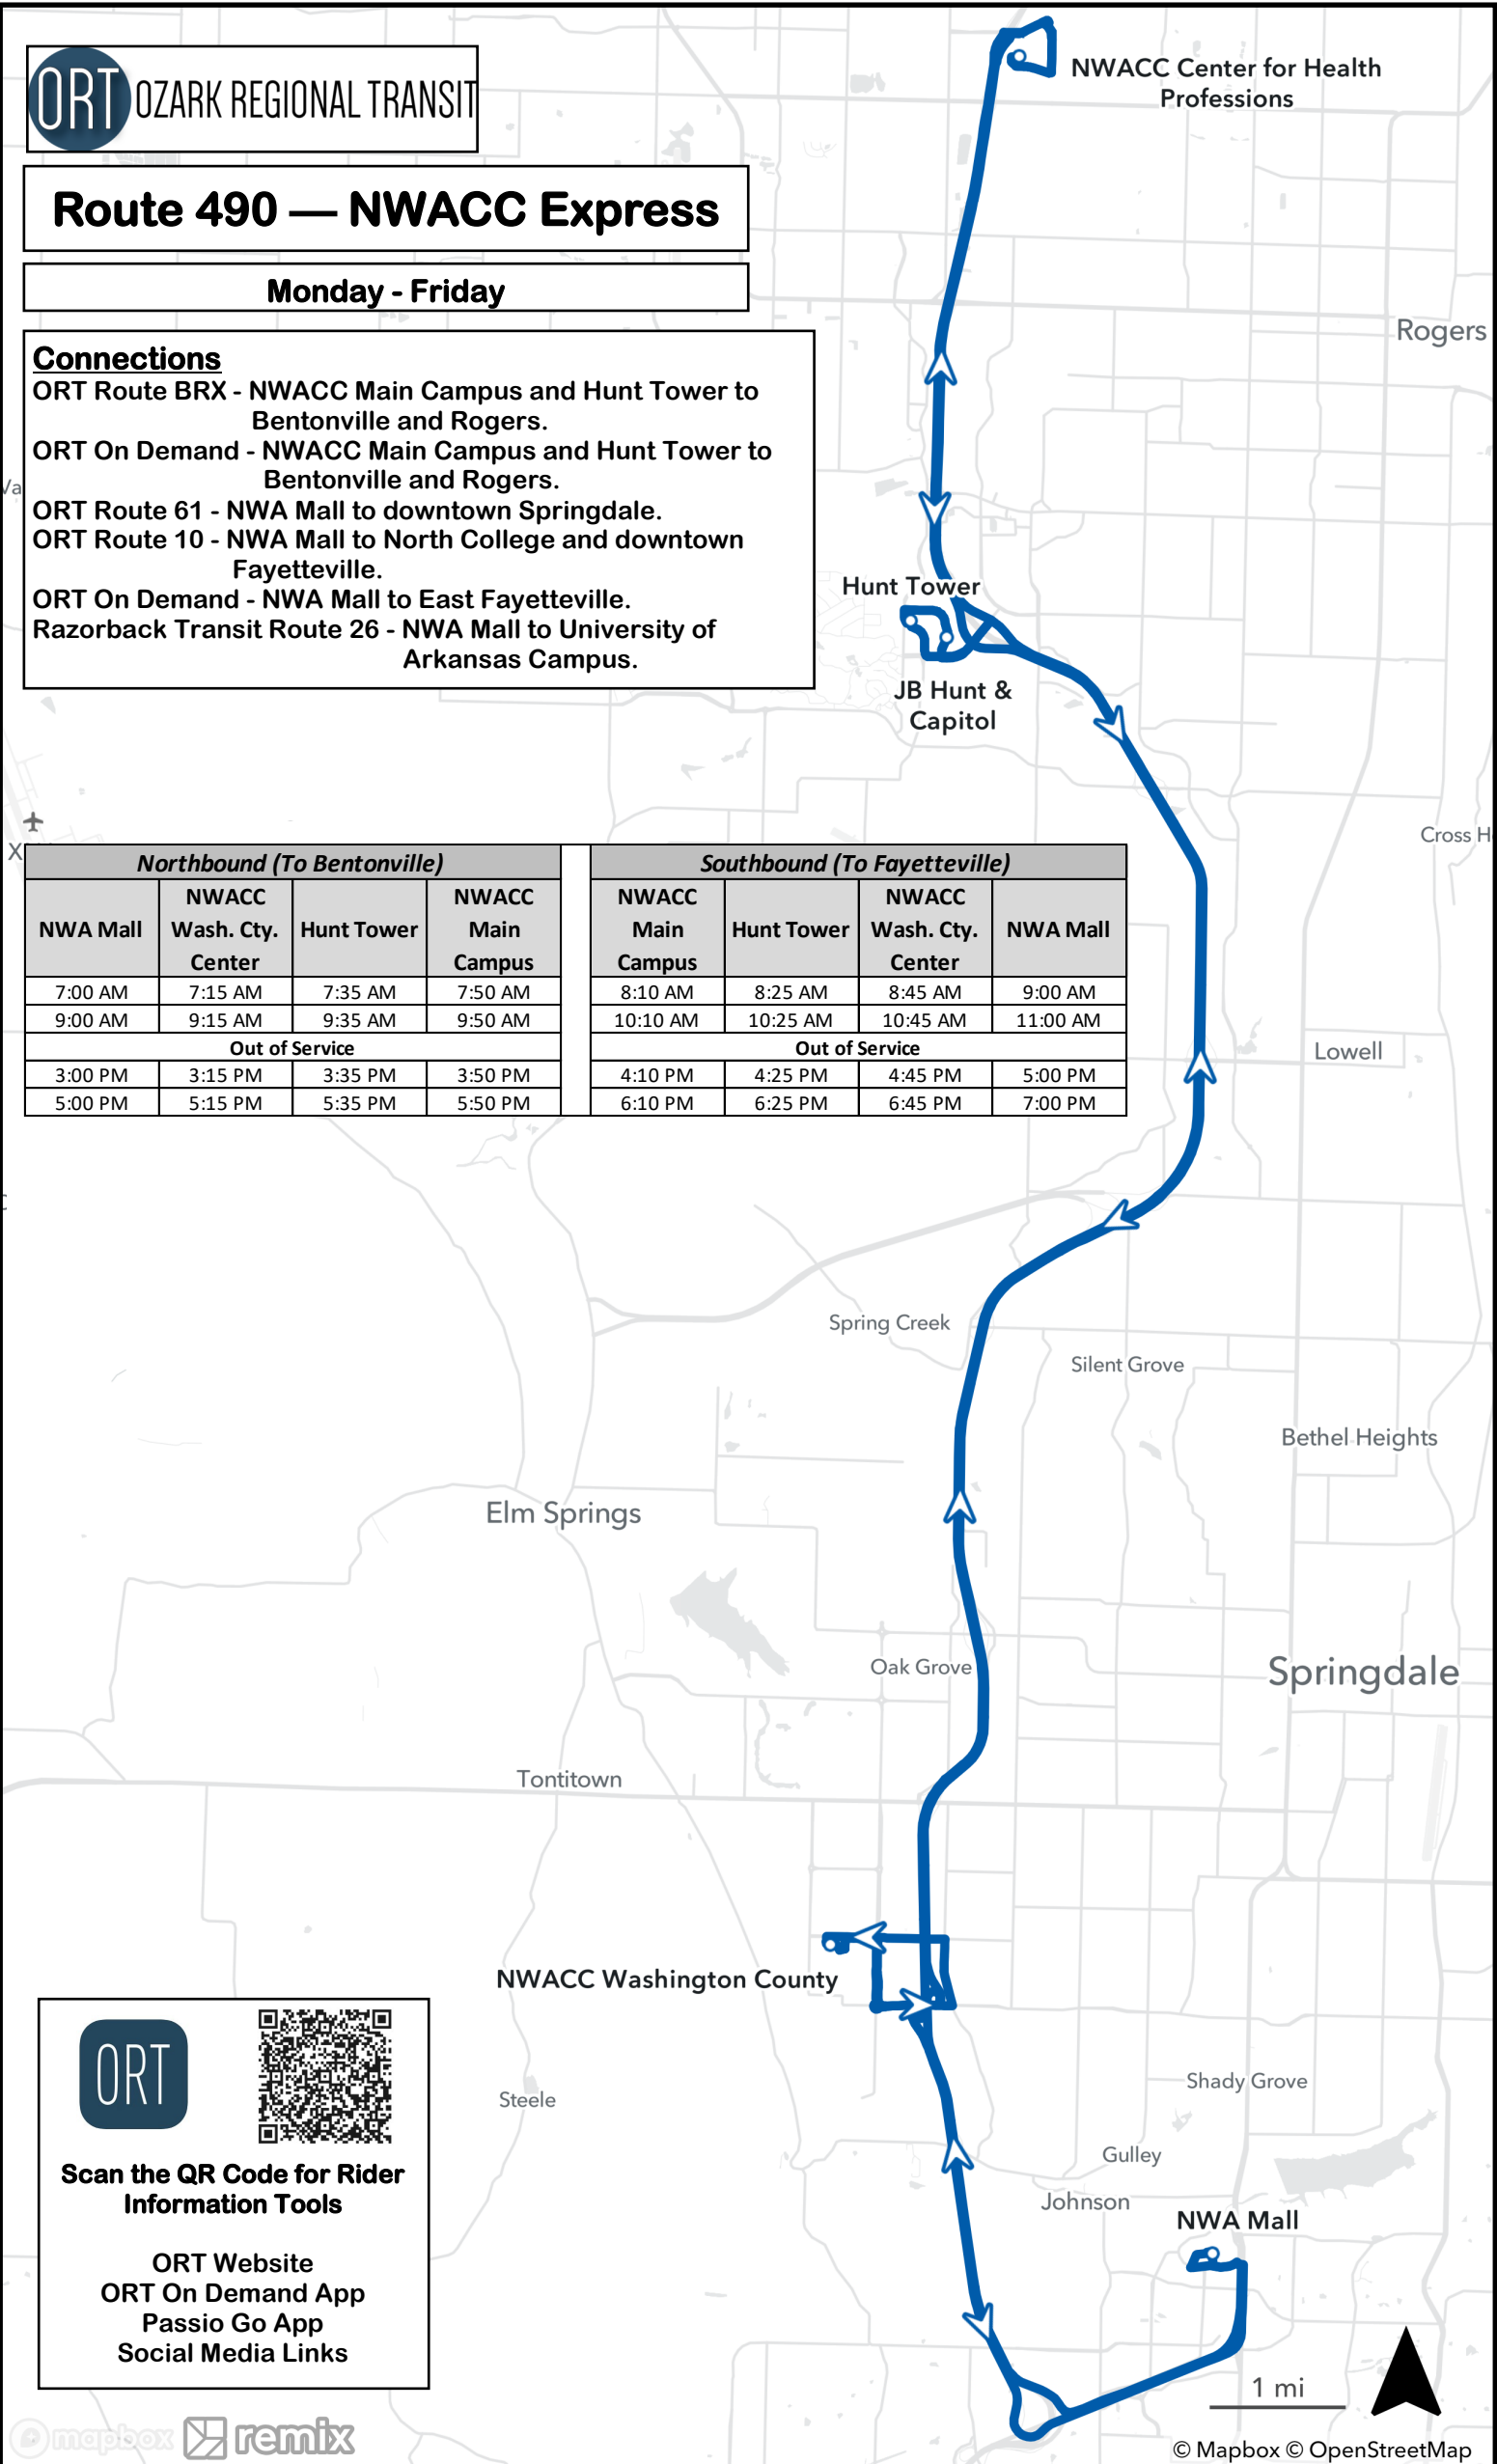 ORT OZARK REGIONAL TRANSIT
Route 490 — NWACC Express
Monday - Friday
Connections
ORT Route BRX - NWACC Main Campus and Hunt Tower to
Bentonville and Rogers.
ORT On Demand - NWACC Main Campus and Hunt Tower to
Bentonville and Rogers.
ORT Route 61 - NWA Mall to downtown Springdale.
ORT Route 10 - NWA Mall to North College and downtown
Fayetteville.
ORT On Demand - NWA Mall to East Fayetteville.
Razorback Transit Route 26 - NWA Mall to University of
Arkansas Campus.
NWACC Center for Health
Professions
Rogers
Va
Hunt Tower
JB Hunt &
Capitol
X
Cross H
Northbound (To Bentonville)
NWA Mall | NWACC Wash. Cty. Center | Hunt Tower | NWACC Main Campus
7:00 AM 7:15 AM 7:35 AM 7:50 AM
9:00 AM 9:15 AM 9:35 AM 9:50 AM
Out of Service
3:00 PM 3:15 PM 3:35 PM 3:50 PM
5:00 PM 5:15 PM 5:35 PM 5:50 PM
Southbound (To Fayetteville)
NWACC Main Campus | Hunt Tower | NWACC Wash. Cty. Center | NWA Mall
8:10 AM 8:25 AM 8:45 AM 9:00 AM
10:10 AM 10:25 AM 10:45 AM 11:00 AM
Out of Service
4:10 PM 4:25 PM 4:45 PM 5:00 PM
6:10 PM 6:25 PM 6:45 PM 7:00 PM
Lowell
Spring Creek
Silent Grove
Bethel Heights
Elm Springs
Oak Grove
Springdale
Tontitown
NWACC Washington County
Steele
Shady Grove
Gulley
Johnson
NWA Mall
ORT
Scan the QR Code for Rider
Information Tools
ORT Website
ORT On Demand App
Passio Go App
Social Media Links
1 mi
mapbox remix
© Mapbox © OpenStreetMap